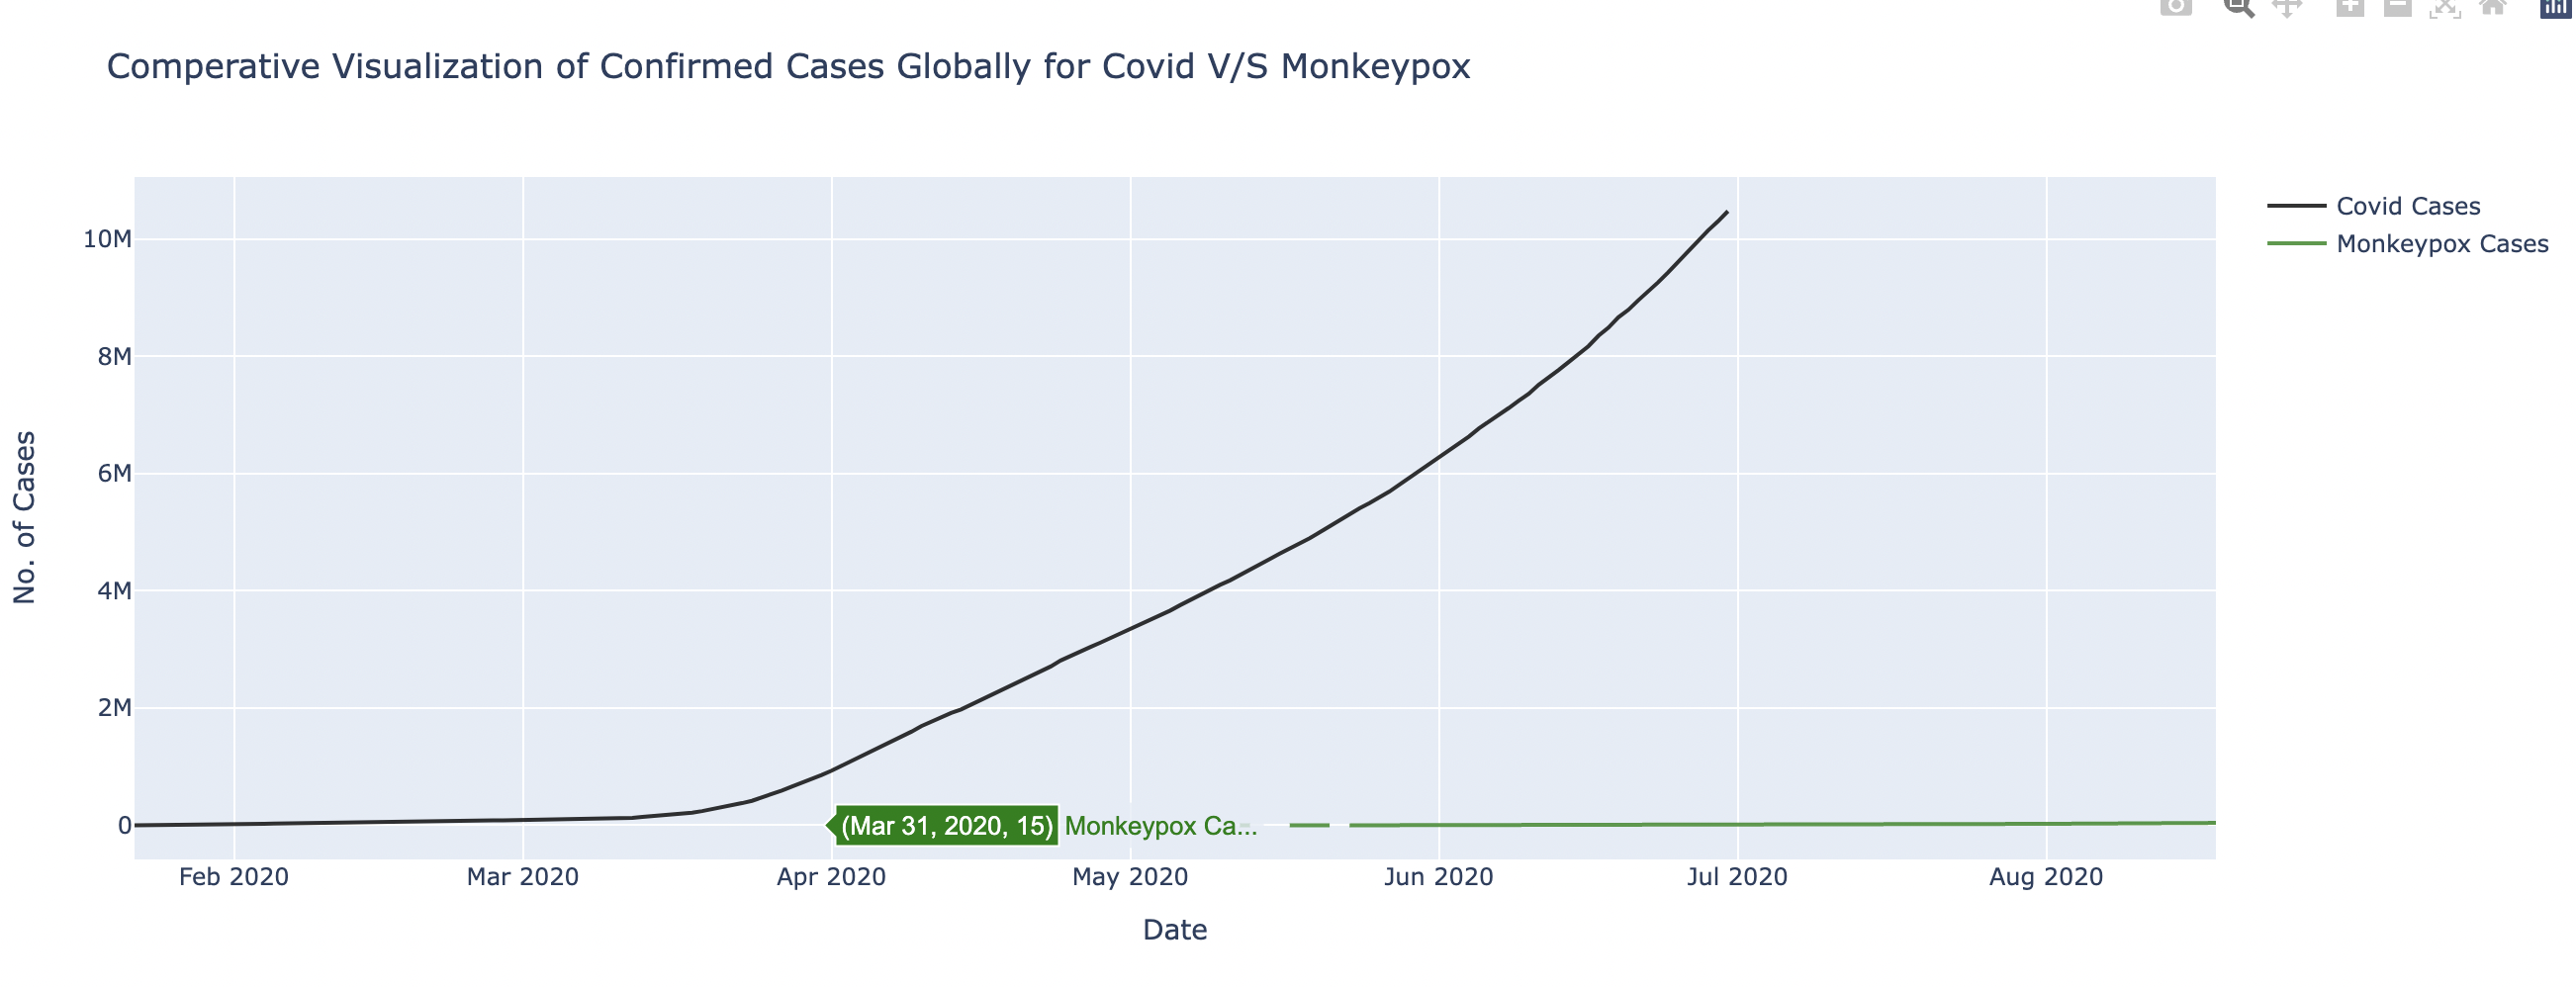 Comperative Visualization of Confirmed Cases Globally for Covid V/S Monkeypox
Covid Cases
Monkeypox Cases
10M
8M
6M
4M
2M
0
No. of Cases
(Mar 31, 2020, 15) Monkeypox Ca...
Feb 2020 Mar 2020 Apr 2020 May 2020 Jun 2020 Jul 2020 Aug 2020
Date